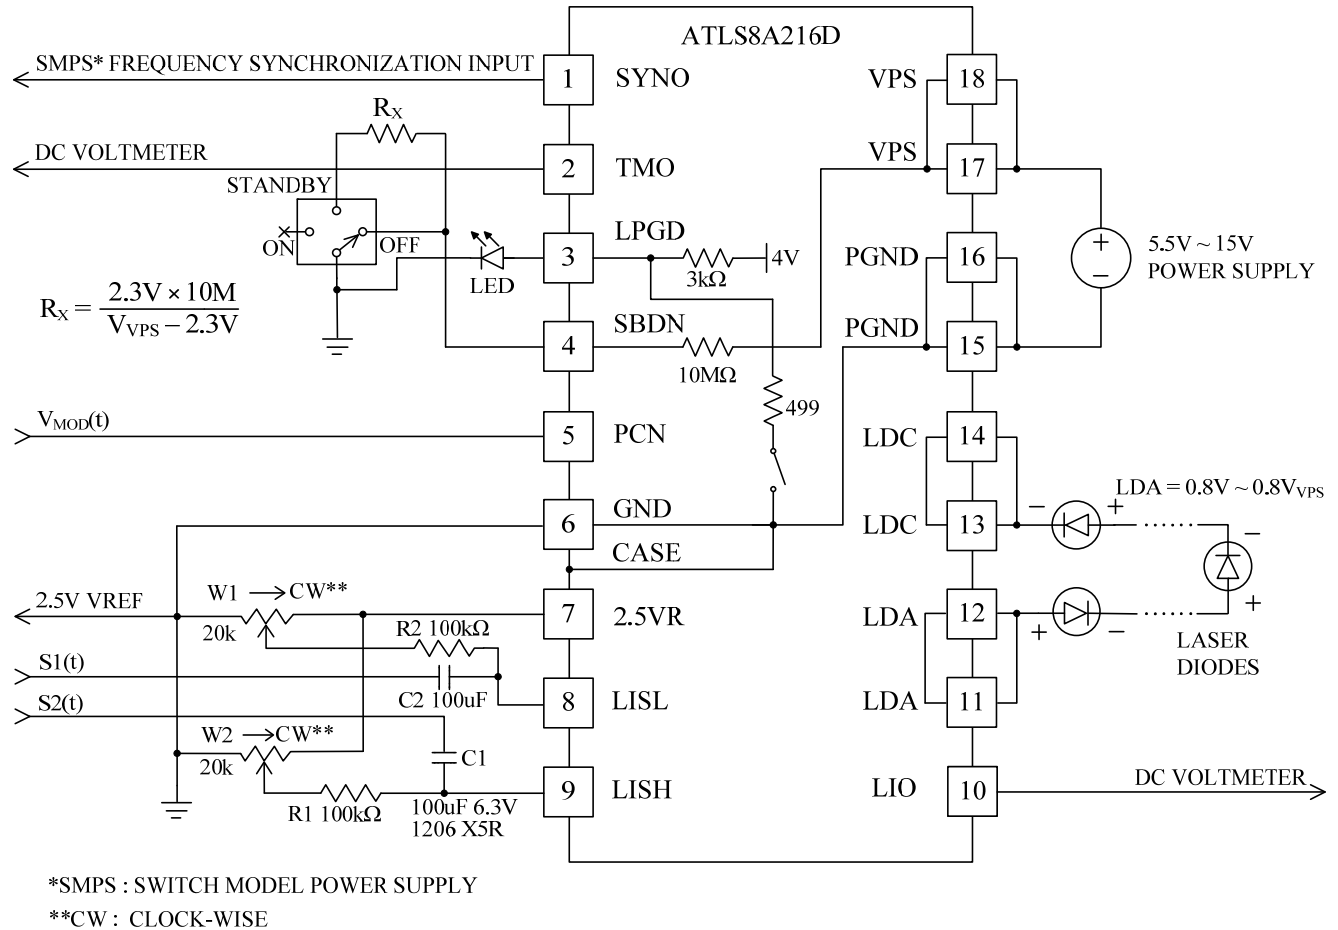 ATLS8A216D
SMPS* FREQUENCY SYNCHRONIZATION INPUT
1
SYNO
VPS
18
R_X
DC VOLTMETER
2
TMO
VPS
17
STANDBY
ON
OFF
LED
3
LPGD
3kΩ
4V
PGND
16
+
−
5.5V ~ 15V
POWER SUPPLY
R_X = 2.3V × 10M / V_VPS − 2.3V
4
SBDN
10MΩ
PGND
15
499
V_MOD(t)
5
PCN
LDC
14
LDA = 0.8V ~ 0.8V_VPS
6
GND
LDC
13
− +
CASE
−
+
2.5V VREF
W1 → CW**
20k
7
2.5VR
LDA
12
+ −
LASER
DIODES
R2 100kΩ
S1(t)
C2 100uF
8
LISL
LDA
11
S2(t)
W2 → CW**
20k
C1
R1 100kΩ
100uF 6.3V
1206 X5R
9
LISH
LIO
10
DC VOLTMETER
*SMPS : SWITCH MODEL POWER SUPPLY
**CW : CLOCK-WISE